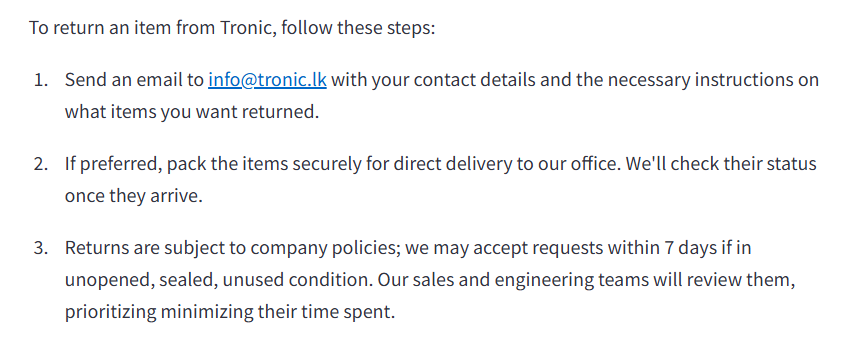 To return an item from Tronic, follow these steps:
1. Send an email to info@tronic.lk with your contact details and the necessary instructions on
what items you want returned.
2. If preferred, pack the items securely for direct delivery to our office. We'll check their status
once they arrive.
3. Returns are subject to company policies; we may accept requests within 7 days if in
unopened, sealed, unused condition. Our sales and engineering teams will review them,
prioritizing minimizing their time spent.